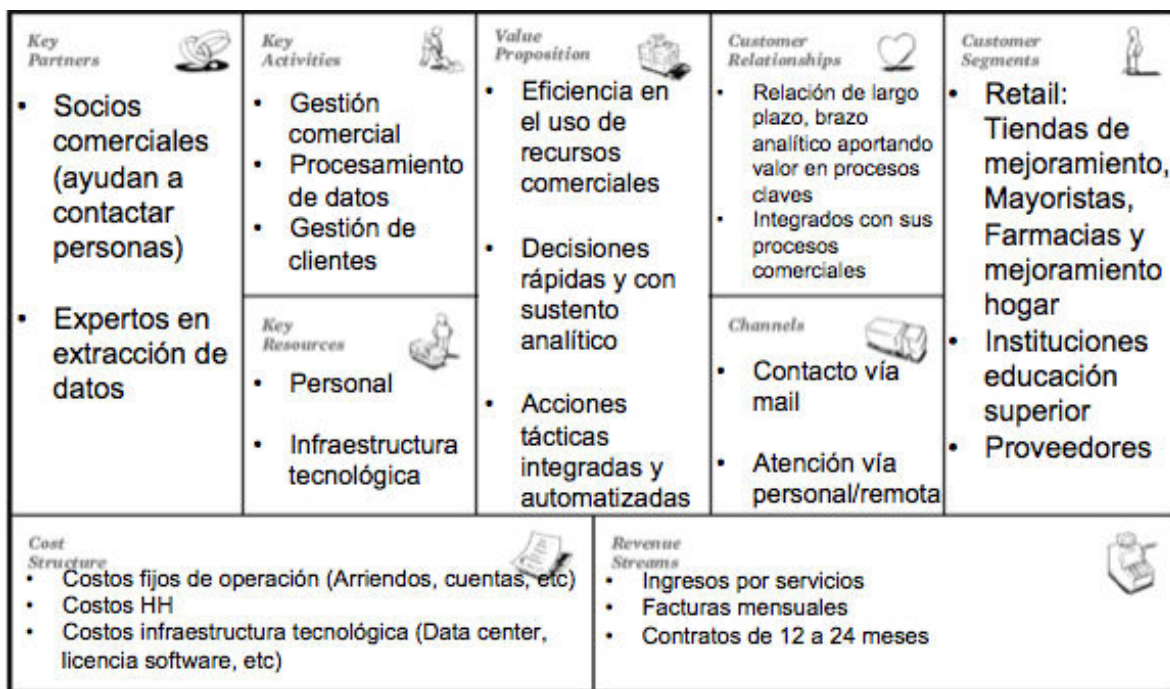 Key
Partners
• Socios
comerciales
(ayudan a
contactar
personas)
• Expertos en
extracción de
datos
Key
Activities
• Gestión
comercial
• Procesamiento
de datos
• Gestión de
clientes
Key
Resources
• Personal
• Infraestructura
tecnológica
Value
Proposition
• Eficiencia en
el uso de
recursos
comerciales
• Decisiones
rápidas y con
sustento
analítico
• Acciones
tácticas
integradas y
automatizadas
Customer
Relationships
• Relación de largo
plazo, brazo
analítico aportando
valor en procesos
claves
• Integrados con sus
procesos
comerciales
Channels
• Contacto vía
mail
• Atención vía
personal/remota
Customer
Segments
• Retail:
Tiendas de
mejoramiento,
Mayoristas,
Farmacias y
mejoramiento
hogar
• Instituciones
educación
superior
• Proveedores
Cost
Structure
• Costos fijos de operación (Arriendos, cuentas, etc)
• Costos HH
• Costos infraestructura tecnológica (Data center,
licencia software, etc)
Revenue
Streams
• Ingresos por servicios
• Facturas mensuales
• Contratos de 12 a 24 meses